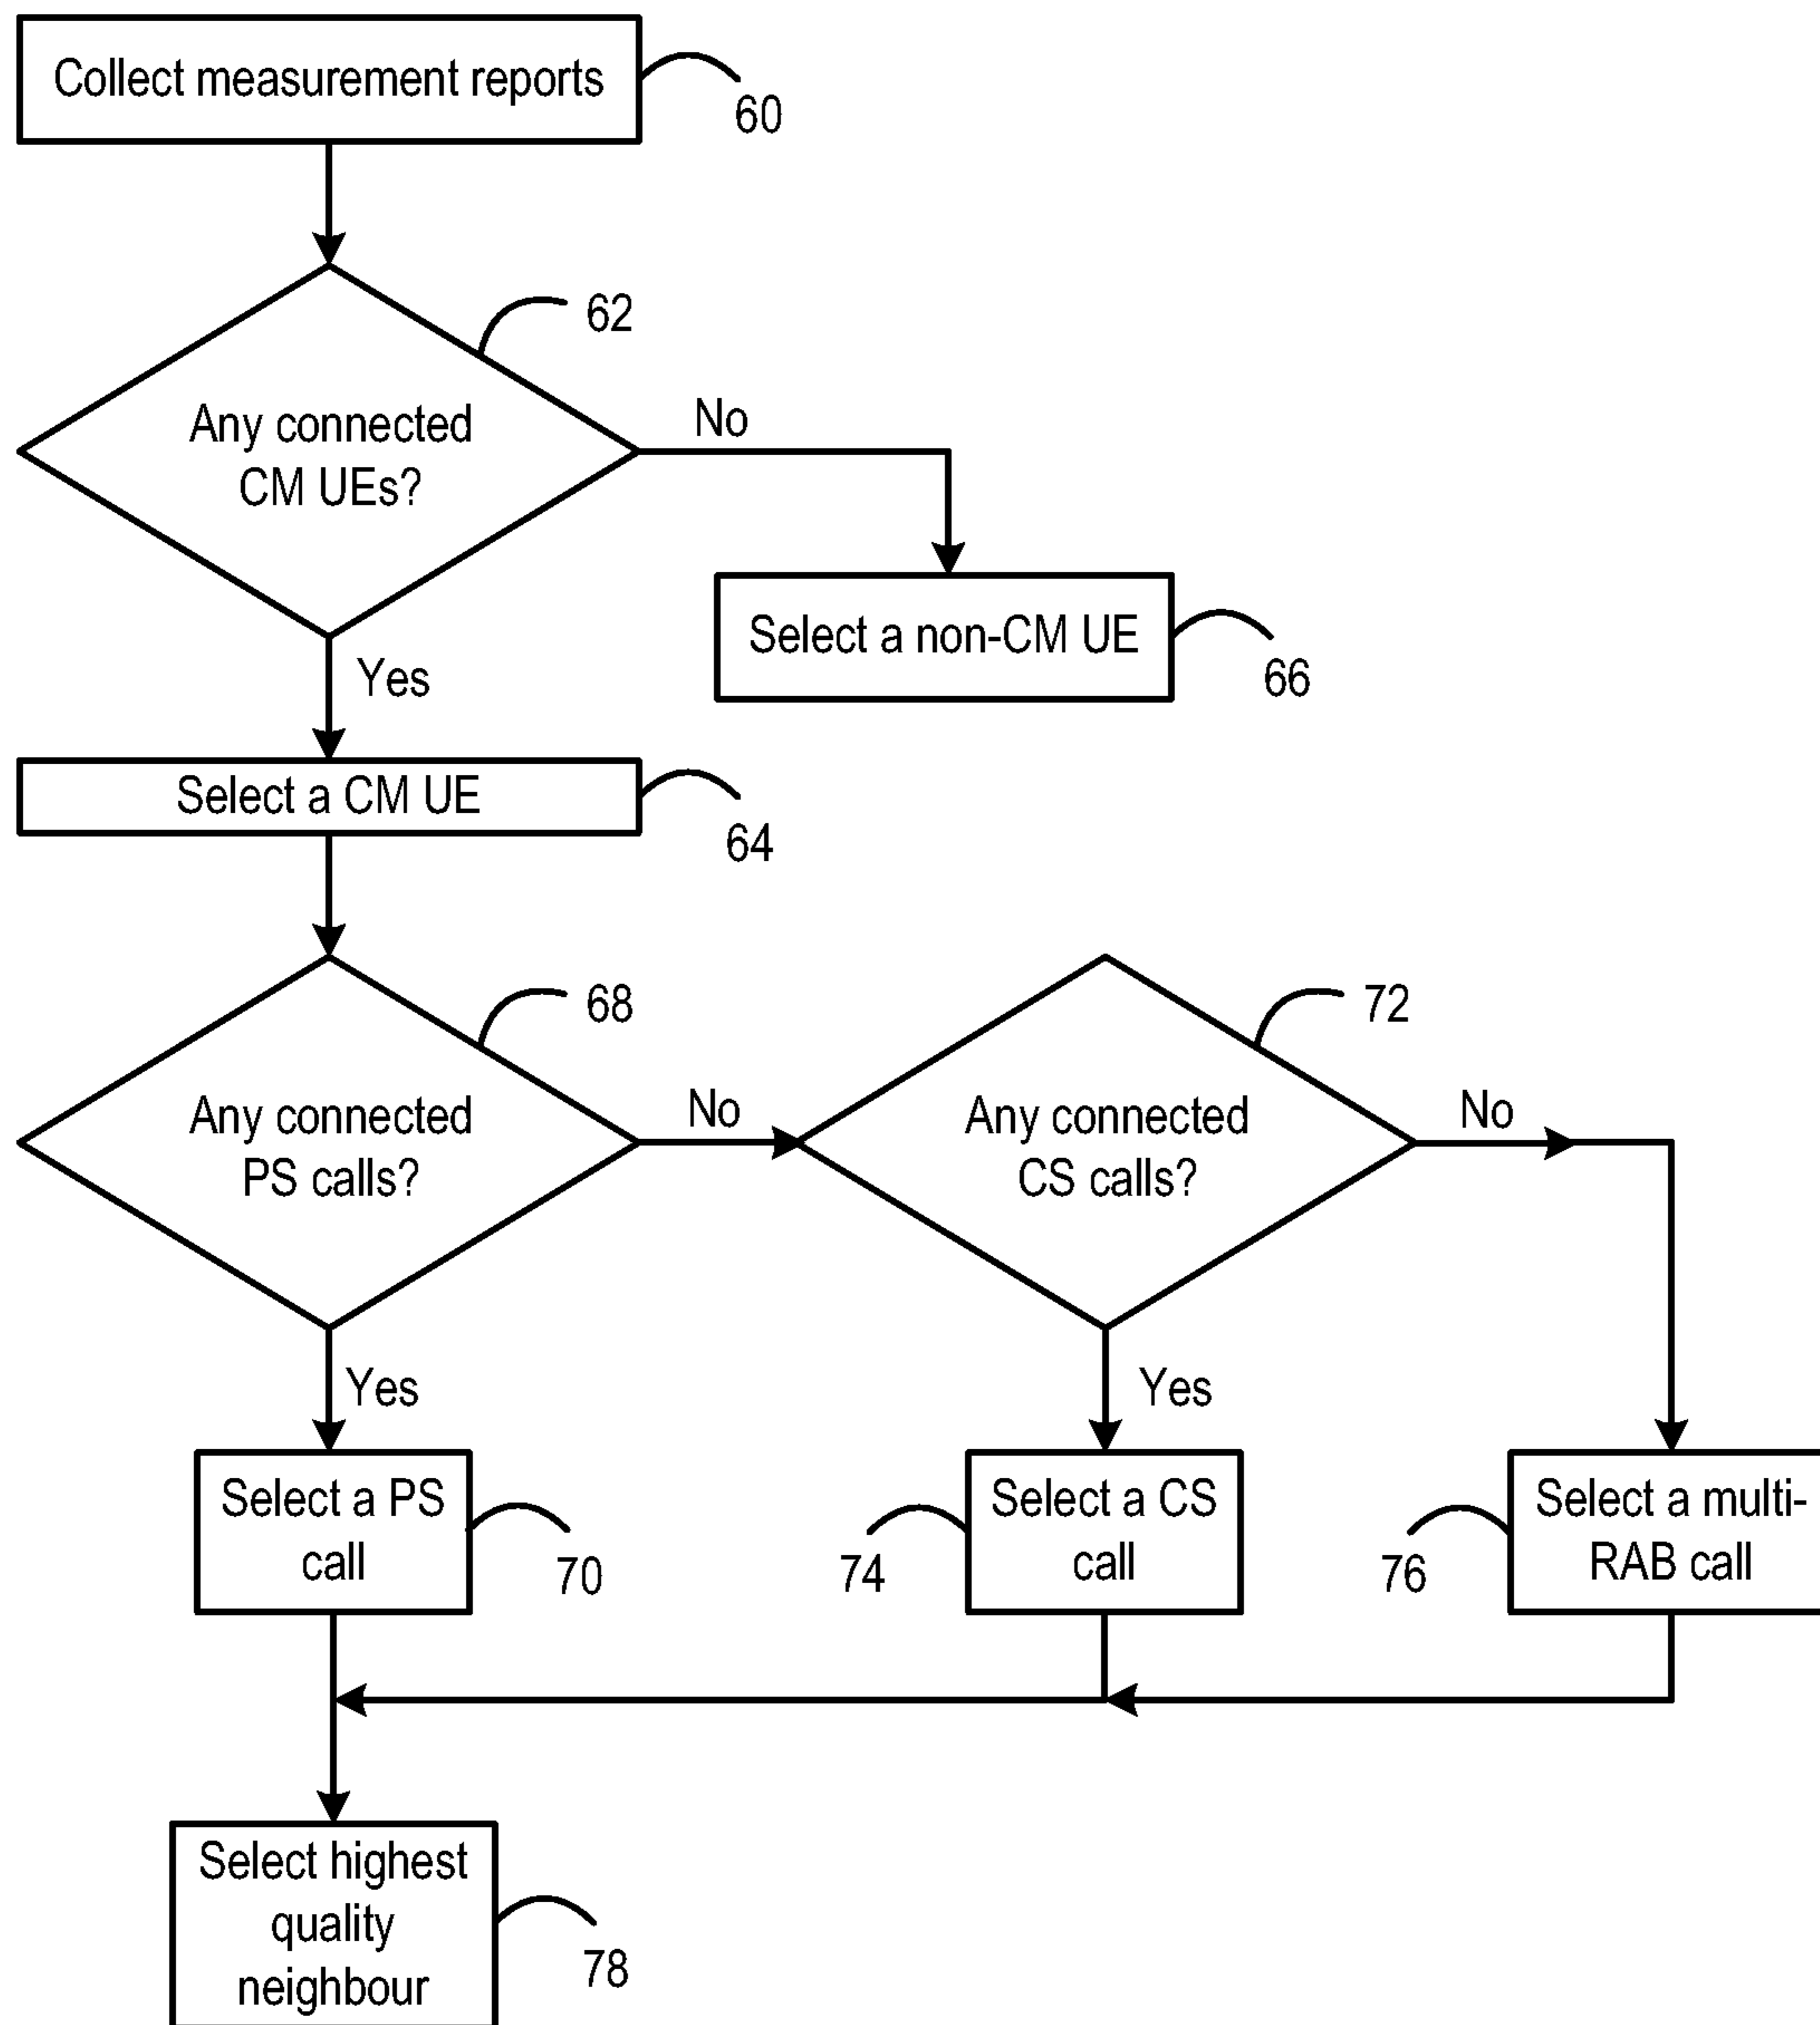 Collect measurement reports
60
62
Any connected
CM UEs?
No
Select a non-CM UE
66
Yes
Select a CM UE
64
68
72
Any connected
PS calls?
No
Any connected
CS calls?
No
Yes
Yes
Select a PS
call
70
Select a CS
call
74
Select a multi-
RAB call
76
Select highest
quality
neighbour
78